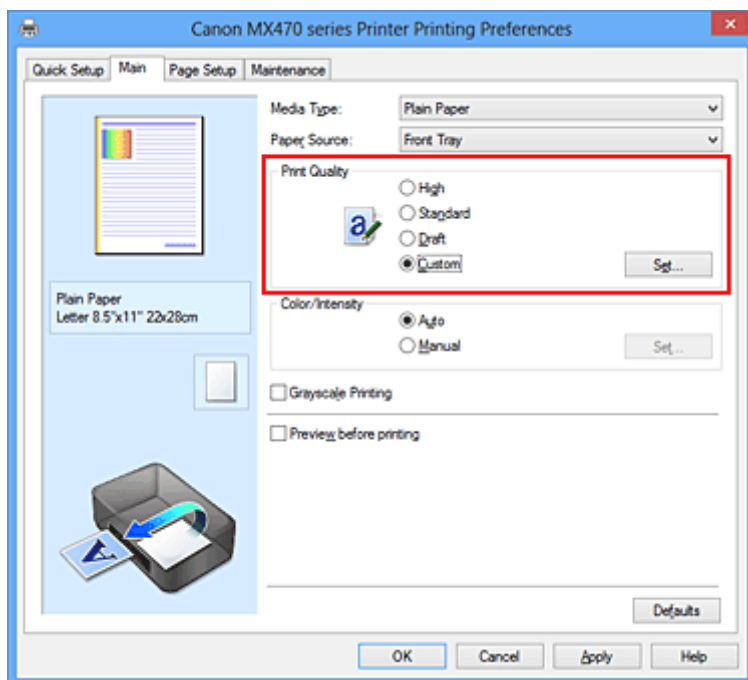 Canon MX470 series Printer Printing Preferences
Quick Setup Main Page Setup Maintenance
Media Type: Plain Paper
Paper Source: Front Tray
Print Quality
High
Standard
Draft
Custom Set...
Plain Paper
Letter 8.5"x11" 22x28cm
Color/Intensity
Auto
Manual Set...
Grayscale Printing
Preview before printing
Defaults
OK Cancel Apply Help